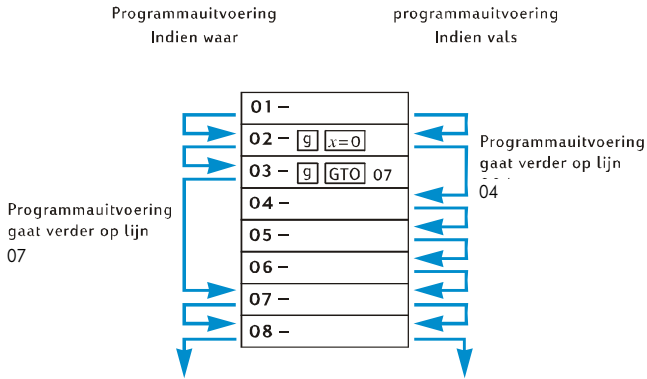 Programmauitvoering
Indien waar
programmauitvoering
Indien vals
01 –
02 – g x=0
03 – g GTO 07
04 –
05 –
06 –
07 –
08 –
Programmauitvoering
gaat verder op lijn
07
Programmauitvoering
gaat verder op lijn
04